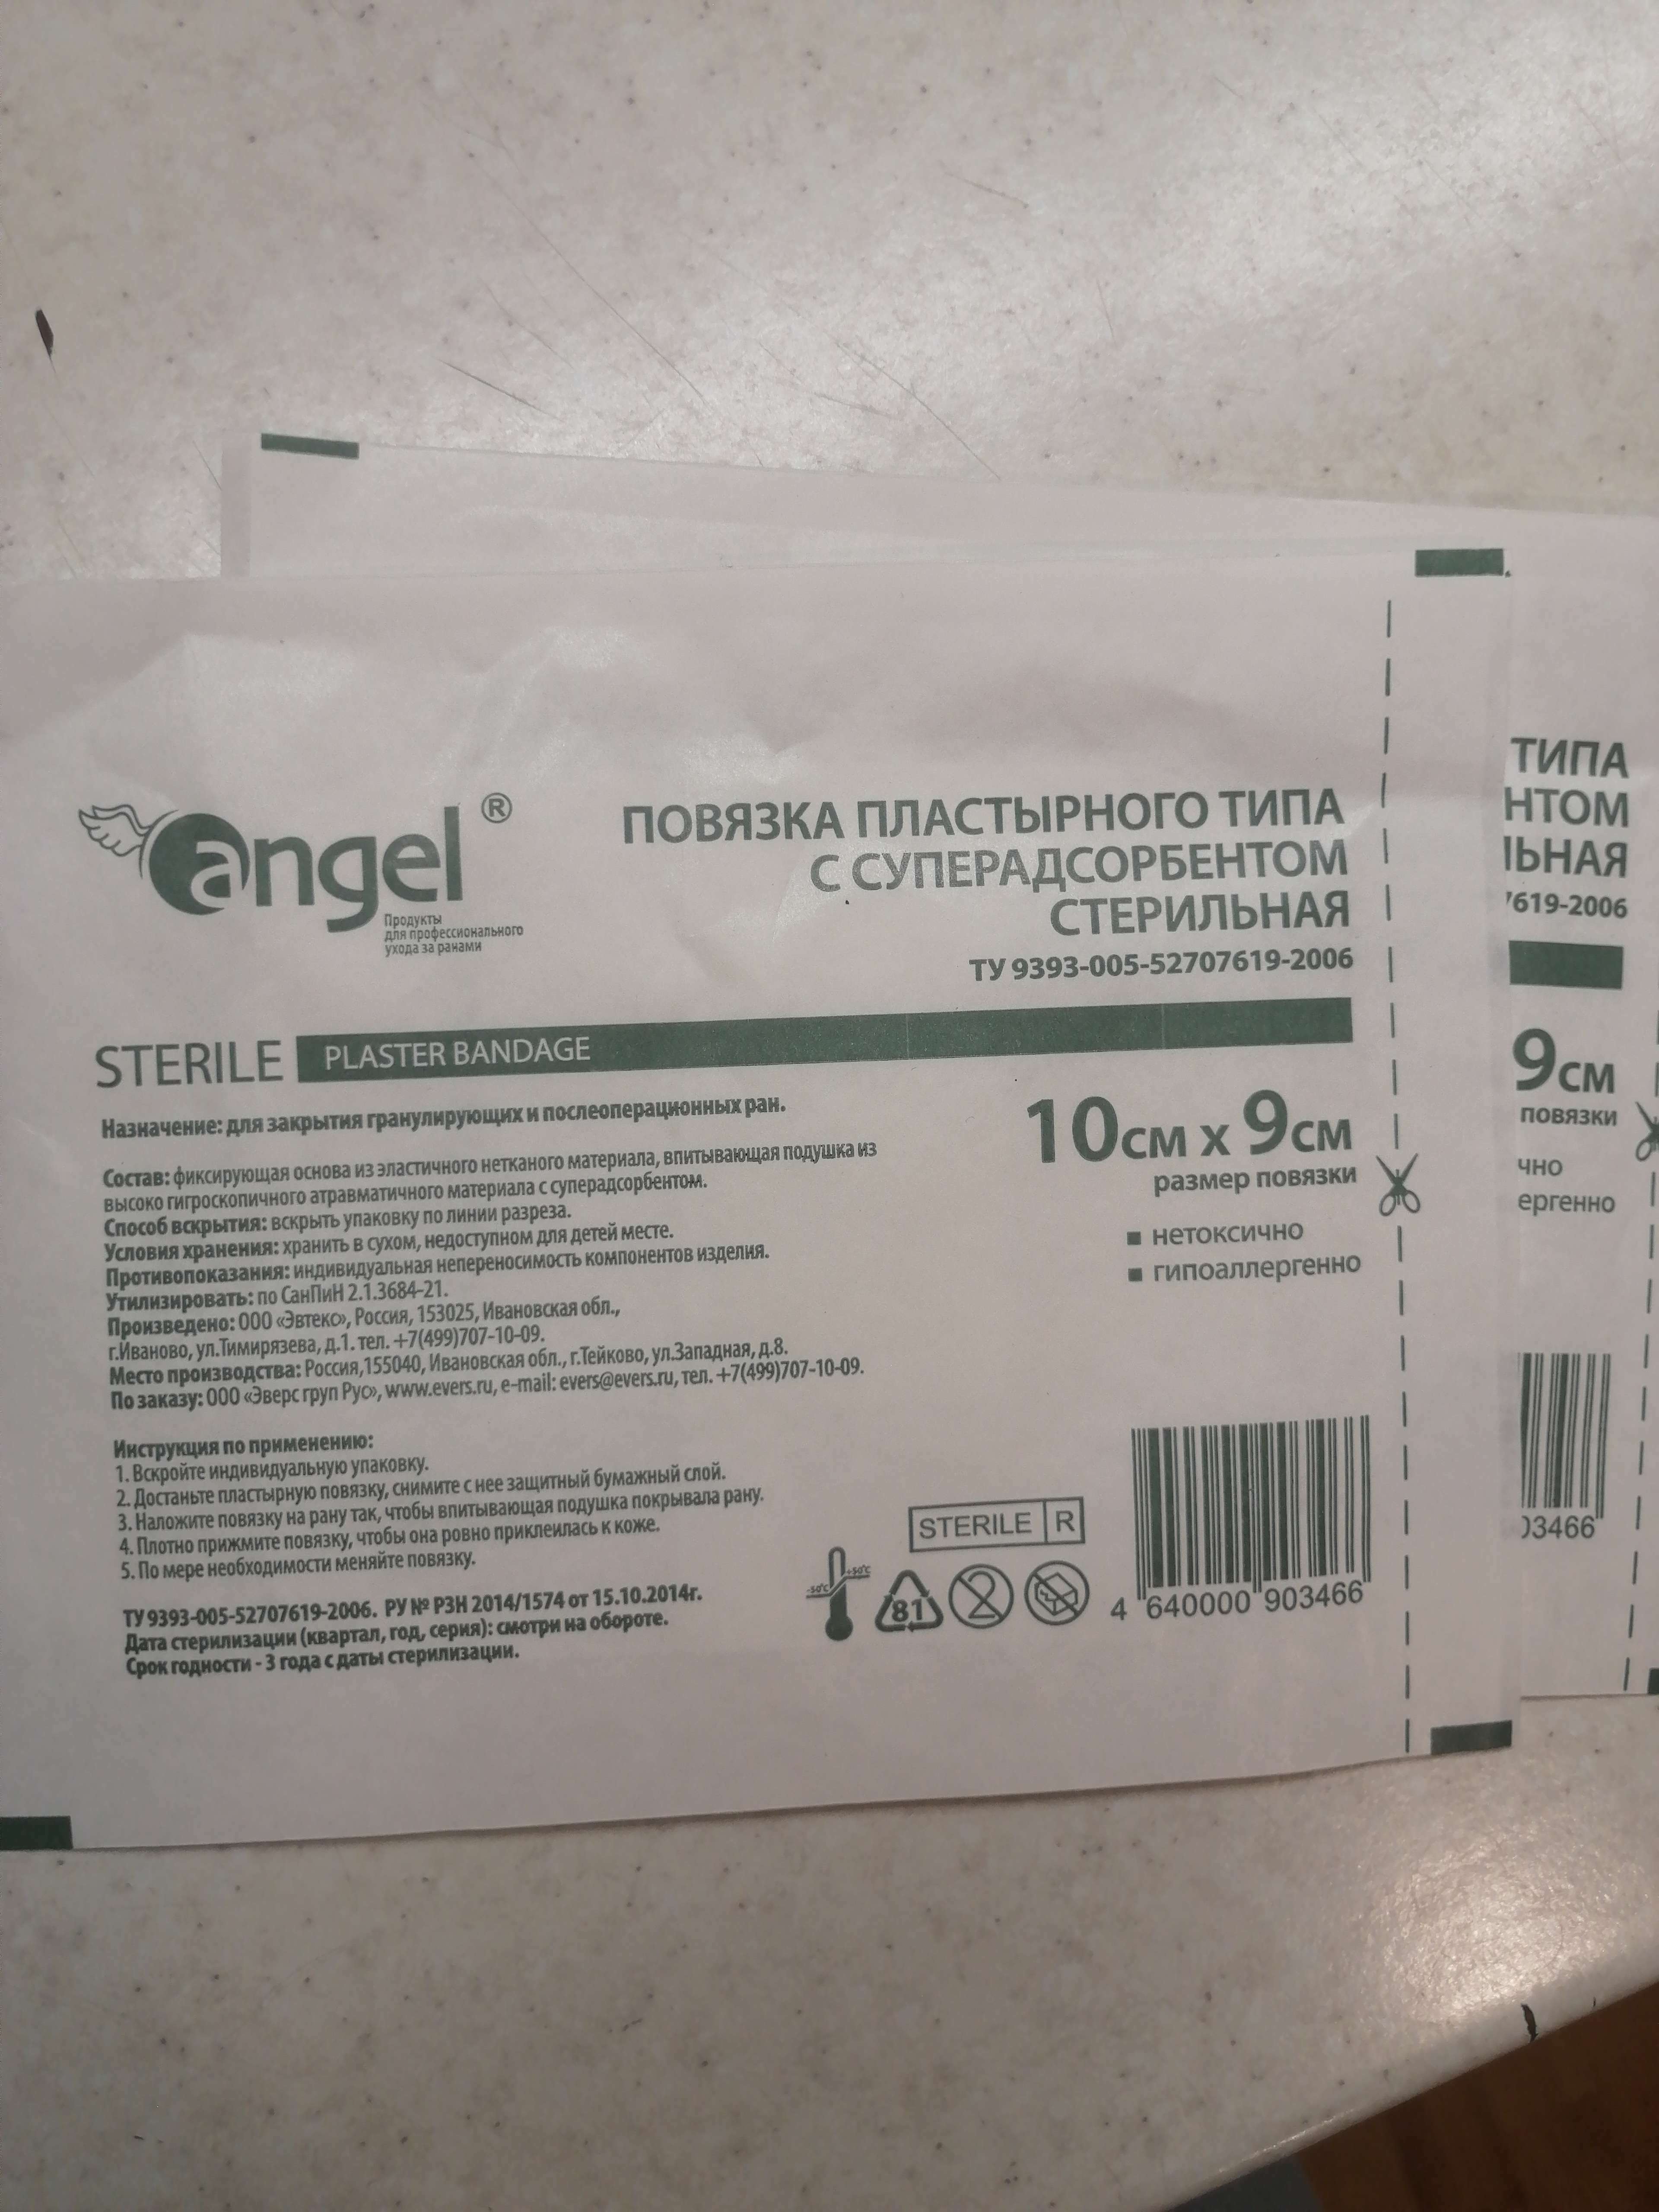 angel ®
Продукты
для профессионального
ухода за ранами
ПОВЯЗКА ПЛАСТЫРНОГО ТИПА
С СУПЕРАДСОРБЕНТОМ
СТЕРИЛЬНАЯ
ТУ 9393-005-52707619-2006
STERILE PLASTER BANDAGE
Назначение: для закрытия гранулирующих и послеоперационных ран.
Состав: фиксирующая основа из эластичного нетканого материала, впитывающая подушка из
высоко гигроскопичного атравматичного материала с суперадсорбентом.
Способ вскрытия: вскрыть упаковку по линии разреза.
Условия хранения: хранить в сухом, недоступном для детей месте.
Противопоказания: индивидуальная непереносимость компонентов изделия.
Утилизировать: по СанПиН 2.1.3684-21.
Произведено: ООО «Эвтекс», Россия, 153025, Ивановская обл.,
г.Иваново, ул.Тимирязева, д.1. тел. +7(499)707-10-09.
Место производства: Россия,155040, Ивановская обл., г.Тейково, ул.Западная, д.8.
По заказу: ООО «Эверс груп Рус», www.evers.ru, e-mail: evers@evers.ru, тел. +7(499)707-10-09.
10см x 9см
размер повязки
нетоксично
гипоаллергенно
Инструкция по применению:
1. Вскройте индивидуальную упаковку.
2. Достаньте пластырную повязку, снимите с нее защитный бумажный слой.
3. Наложите повязку на рану так, чтобы впитывающая подушка покрывала рану.
4. Плотно прижмите повязку, чтобы она ровно приклеилась к коже.
5. По мере необходимости меняйте повязку.
ТУ 9393-005-52707619-2006. РУ № РЗН 2014/1574 от 15.10.2014г.
Дата стерилизации (квартал, год, серия): смотри на обороте.
Срок годности - 3 года с даты стерилизации.
STERILE R
-50°C +50°C
81 2
4 640000 903466
ТИПА
НТОМ
ЬНАЯ
7619-2006
9см
повязки
чно
ергенно
03466